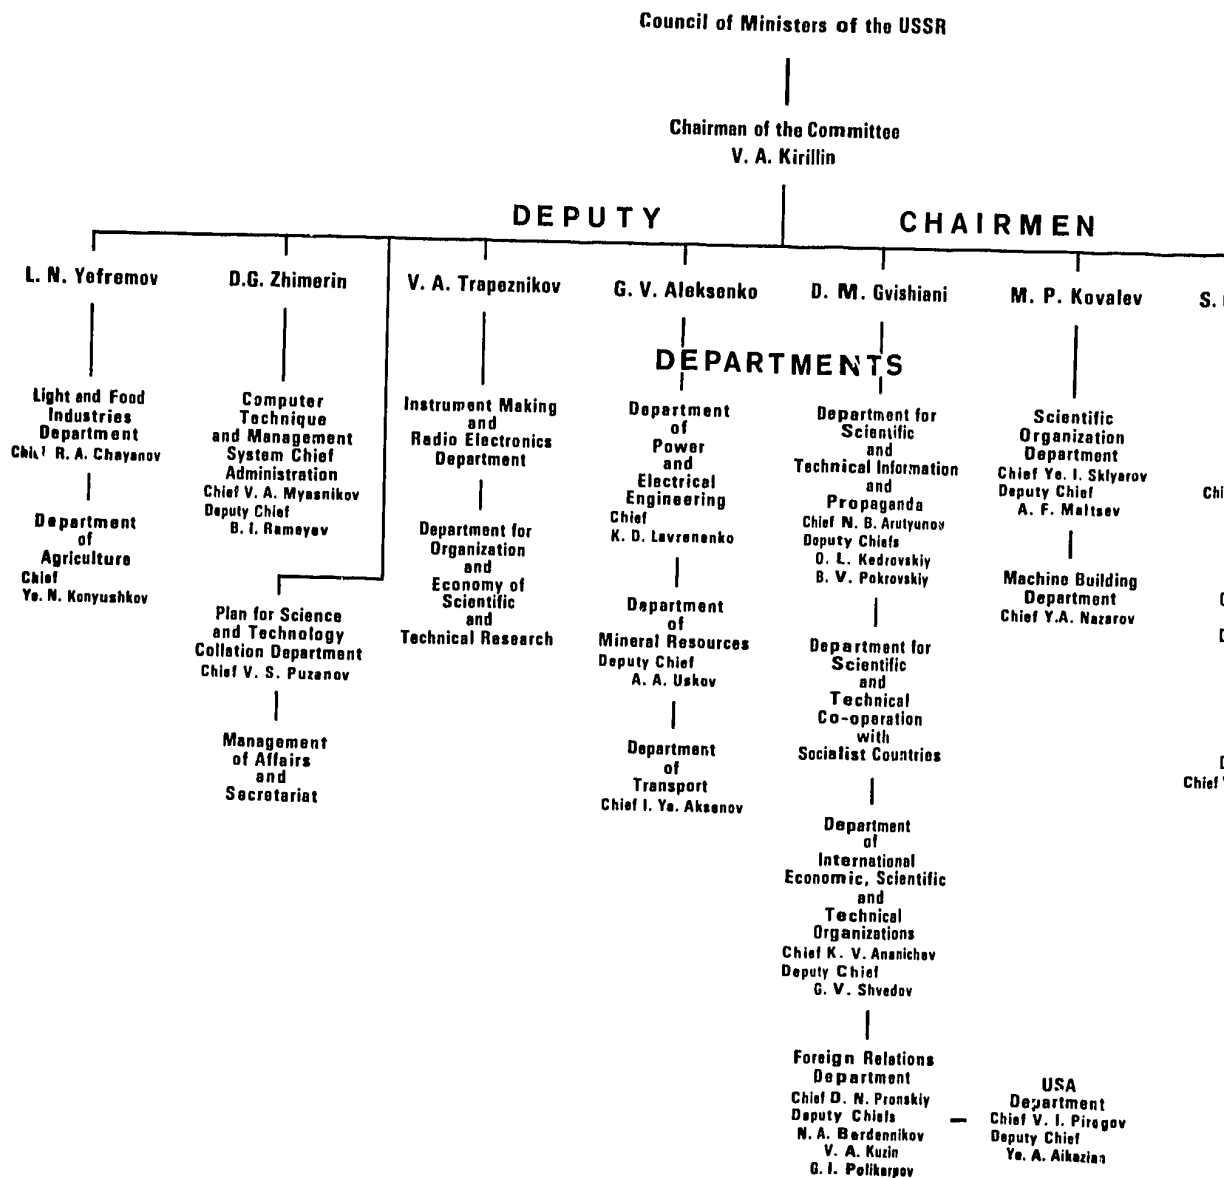 Council of Ministers of the USSR
Chairman of the Committee
V. A. Kirillin
DEPUTY CHAIRMEN
L. N. Yefremov
D.G. Zhimerin
V. A. Trapeznikov
G. V. Aleksenko
D. M. Gvishiani
M. P. Kovalev
S.
DEPARTMENTS
Light and Food
Industries
Department
Chief R. A. Chayanov
Department
of
Agriculture
Chief
Ye. N. Konyushkov
Computer
Technique
and Management
System Chief
Administration
Chief V. A. Myasnikov
Deputy Chief
B. I. Rameyev
Plan for Science
and Technology
Collation Department
Chief V. S. Puzanov
Management
of Affairs
and
Secretariat
Instrument Making
and
Radio Electronics
Department
Department for
Organization
and
Economy of
Scientific
and
Technical Research
Department
of
Power
and
Electrical
Engineering
Chief
K. D. Lavrenenko
Department
of
Mineral Resources
Deputy Chief
A. A. Uskov
Department
of
Transport
Chief I. Ya. Aksenov
Department for
Scientific
and
Technical Information
and
Propaganda
Chief N. B. Arutyunov
Deputy Chiefs
O. L. Kedrovskiy
B. V. Pokrovskiy
Department for
Scientific
and
Technical
Co-operation
with
Socialist Countries
Department
of
International
Economic, Scientific
and
Technical
Organizations
Chief K. V. Ananichev
Deputy Chief
G. V. Shvedov
Foreign Relations
Department
Chief D. N. Pronskiy
Deputy Chiefs
N. A. Berdennikov
V. A. Kuzin
G. I. Polikarpov
USA
Department
Chief V. I. Pirogov
Deputy Chief
Ye. A. Aikazian
Scientific
Organization
Department
Chief Ye. I. Sklyarov
Deputy Chief
A. F. Maltsev
Machine Building
Department
Chief Y.A. Nazarov
Chief